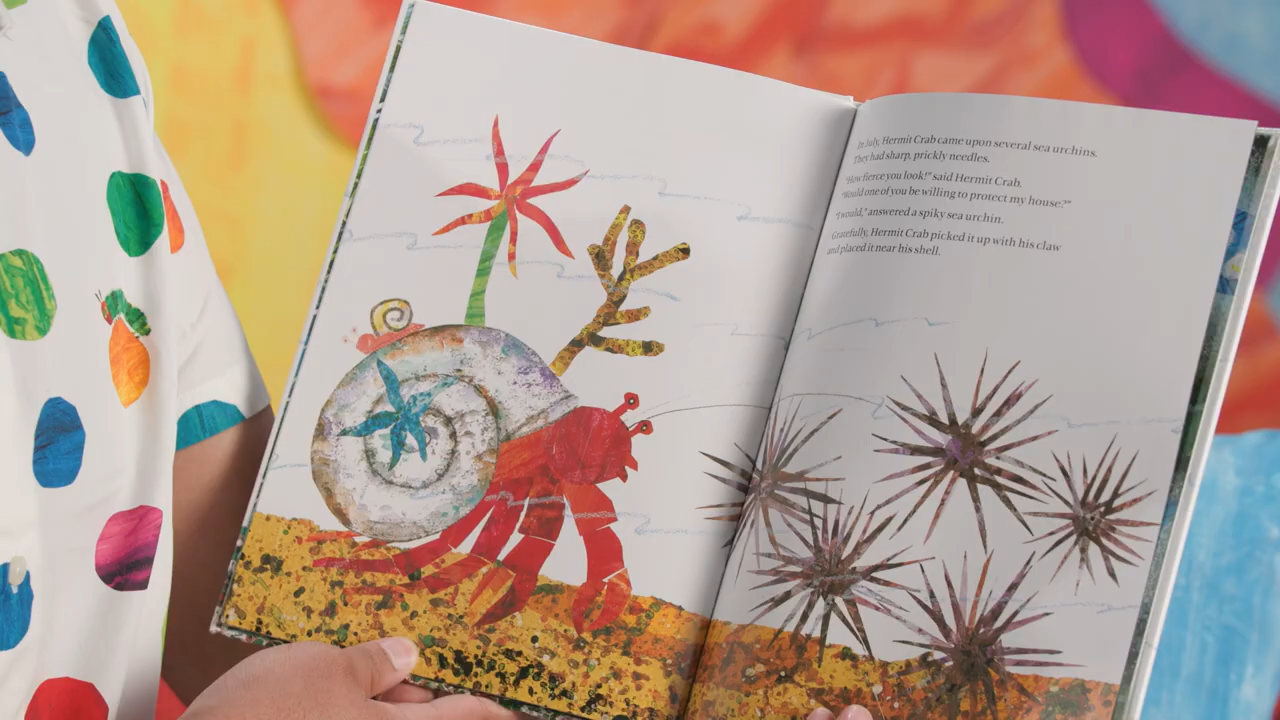 In July, Hermit Crab came upon several sea urchins.
They had sharp, prickly needles.
"How fierce you look!" said Hermit Crab.
"Would one of you be willing to protect my house?"
"I would," answered a spiky sea urchin.
Gratefully, Hermit Crab picked it up with his claw
and placed it near his shell.